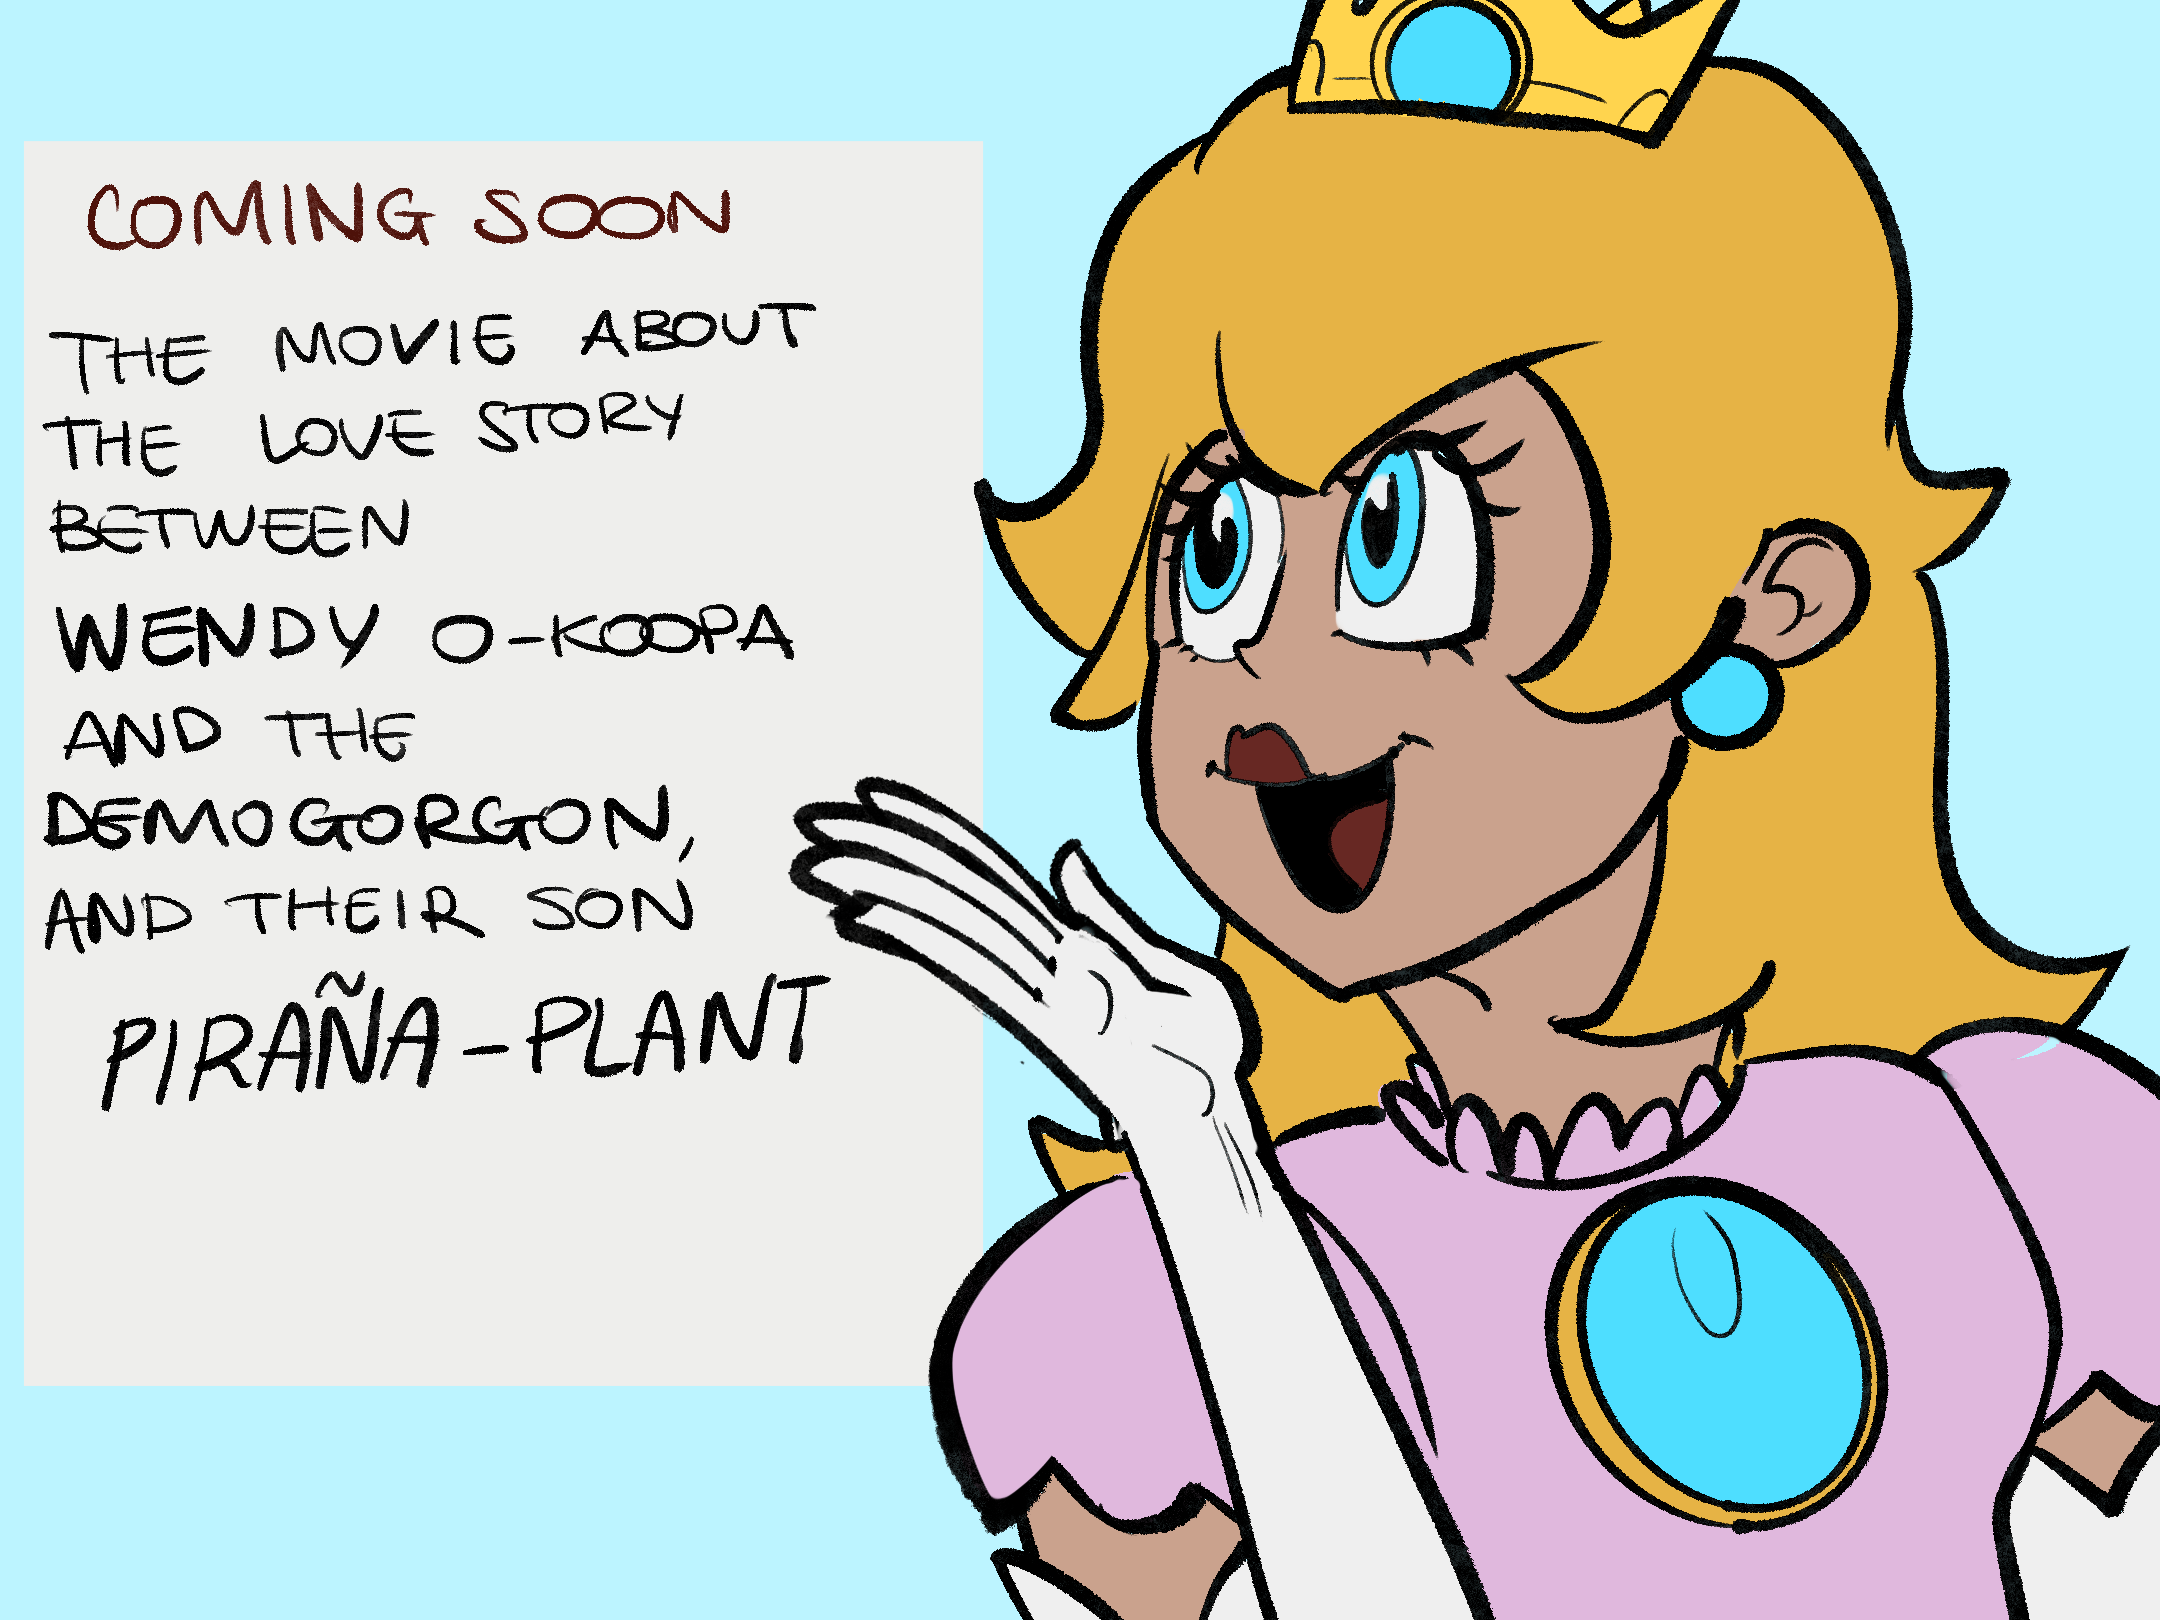 COMING SOON
THE MOVIE ABOUT
THE LOVE STORY
BETWEEN
WENDY O-KOOPA
AND THE
DEMOGORGON,
AND THEIR SON
PIRAÑA-PLANT